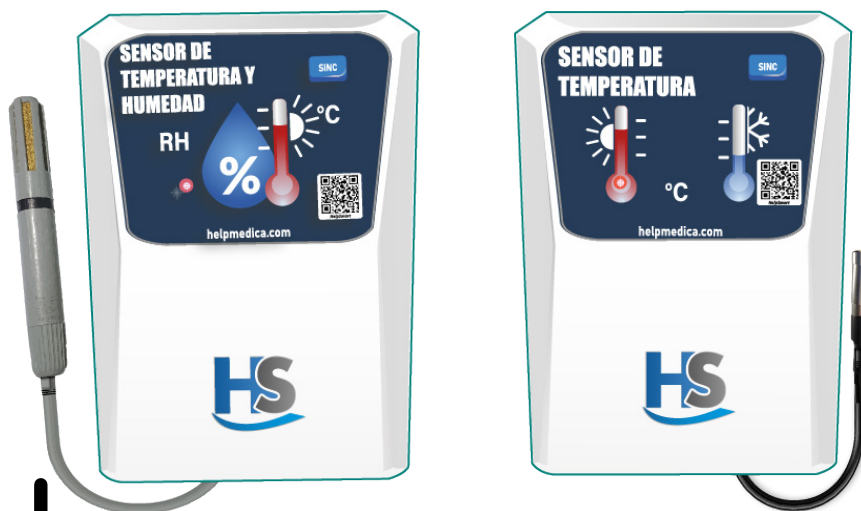 SENSOR DE
TEMPERATURA Y
HUMEDAD
SINC
RH
°C
%
helpmedica.com
HS
SENSOR DE
TEMPERATURA
SINC
°C
helpmedica.com
HS